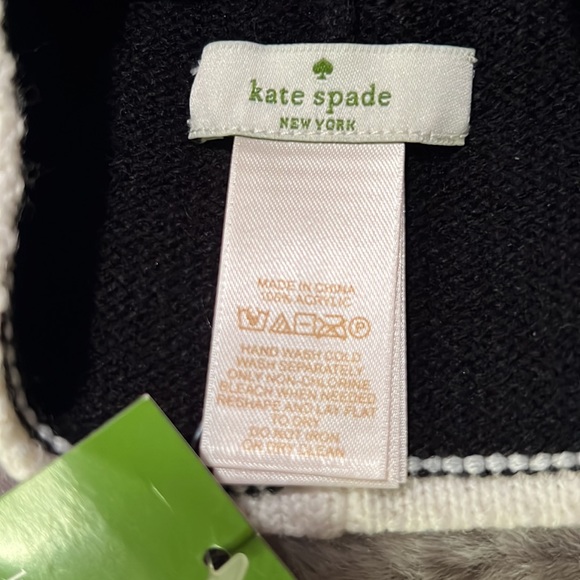 kate spade
NEW YORK
MADE IN CHINA
100% ACRYLIC
P
HAND WASH COLD
WASH SEPARATELY
ONLY NON-CHLORINE
BLEACH WHEN NEEDED
RESHAPE AND LAY FLAT
TO DRY
DO NOT IRON
OR DRY CLEAN